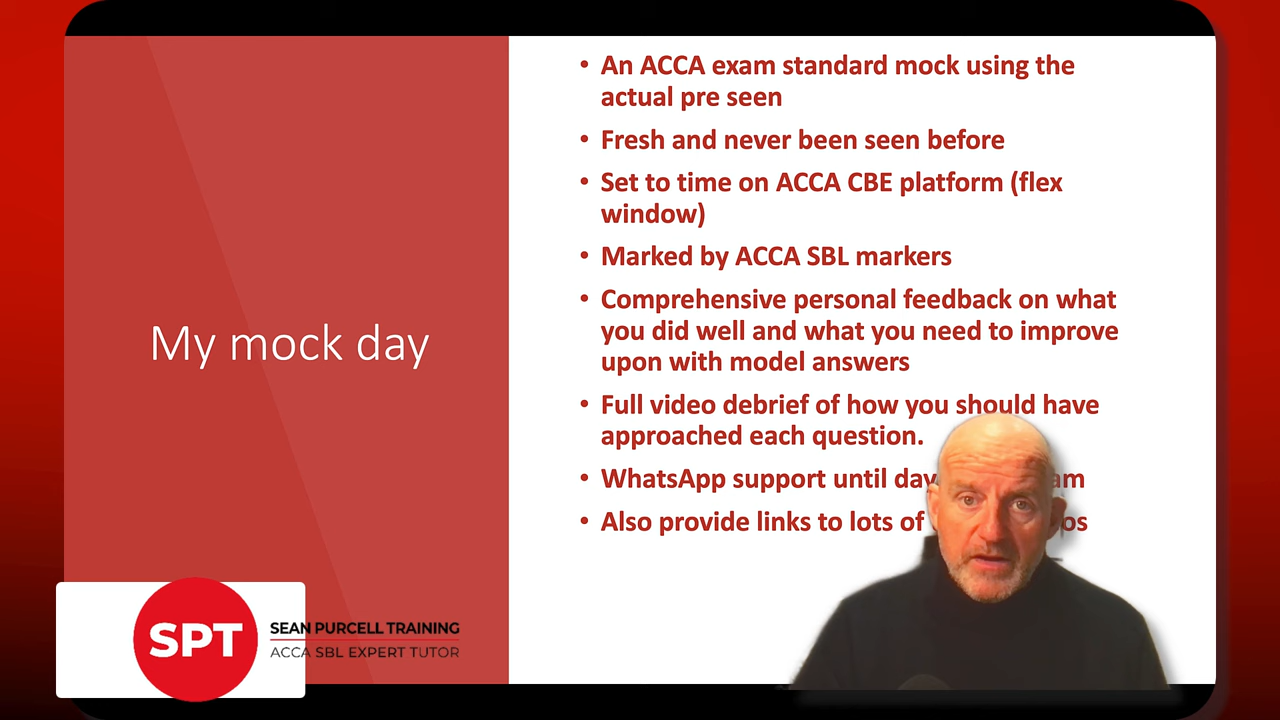 My mock day
• An ACCA exam standard mock using the
actual pre seen
• Fresh and never been seen before
• Set to time on ACCA CBE platform (flex
window)
• Marked by ACCA SBL markers
• Comprehensive personal feedback on what
you did well and what you need to improve
upon with model answers
• Full video debrief of how you should have
approached each question.
• WhatsApp support until
• Also provide links to lots of
SPT
SEAN PURCELL TRAINING
ACCA SBL EXPERT TUTOR